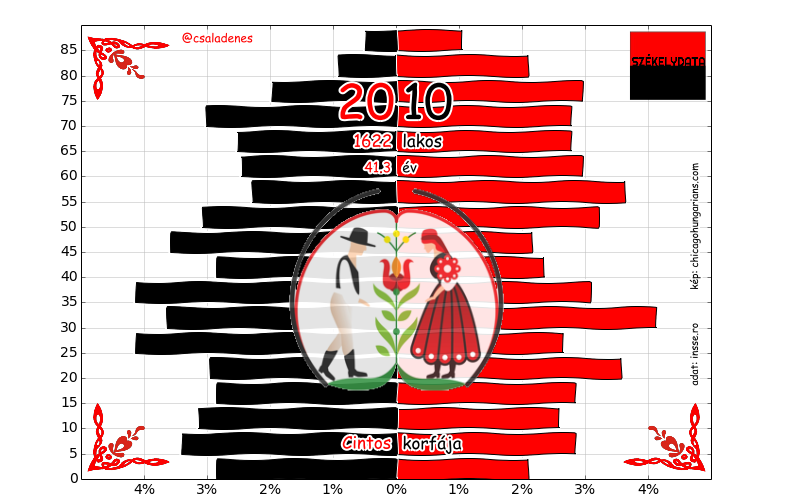 @csaladenes
SZÉKELYDATA
2010
1622 lakos
41.3 év
kép: chicagohungarians.com
adat: insse.ro
Cintos korfája
85
80
75
70
65
60
55
50
45
40
35
30
25
20
15
10
5
0
4% 3% 2% 1% 0% 1% 2% 3% 4%